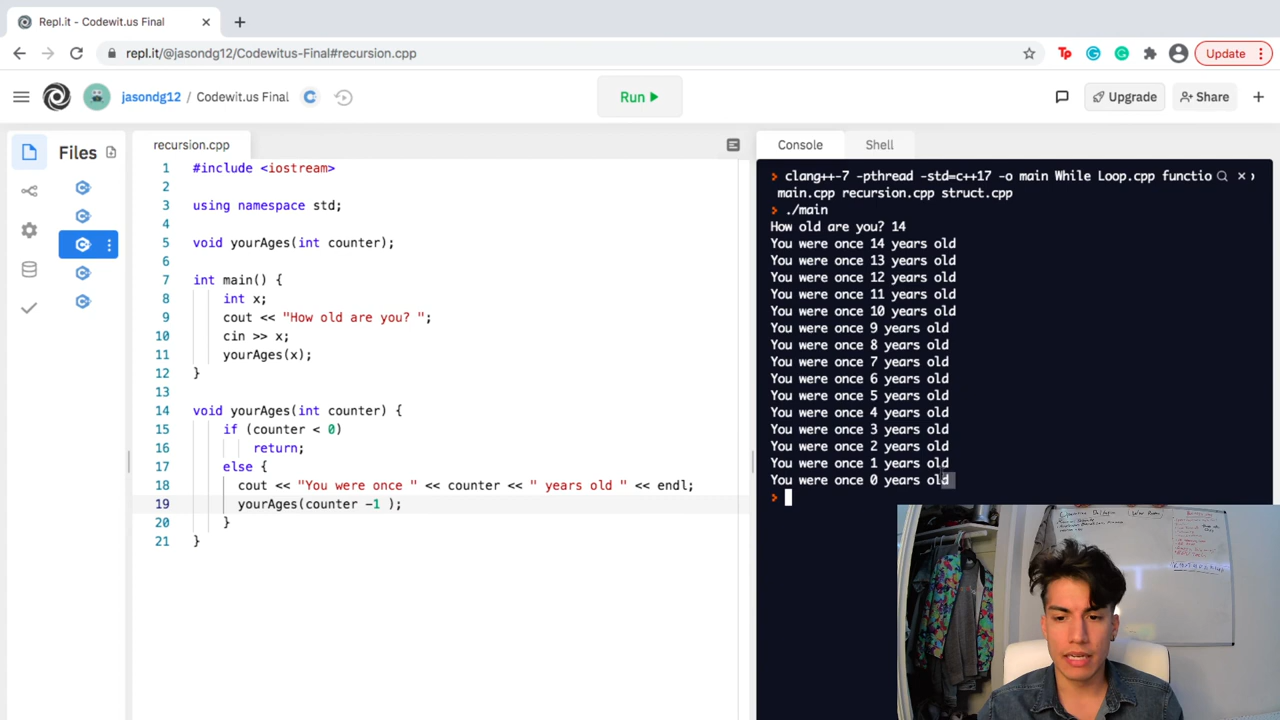 Repl.it - Codewit.us Final
repl.it/@jasondg12/Codewitus-Final#recursion.cpp
Update
jasondg12 / Codewit.us Final
Run
Upgrade
Share
Files
recursion.cpp
1 #include <iostream>
2
3 using namespace std;
4
5 void yourAges(int counter);
6
7 int main() {
8 int x;
9 cout << "How old are you? ";
10 cin >> x;
11 yourAges(x);
12 }
13
14 void yourAges(int counter) {
15 if (counter < 0)
16 return;
17 else {
18 cout << "You were once " << counter << " years old " << endl;
19 yourAges(counter -1 );
20 }
21 }
Console
Shell
clang++-7 -pthread -std=c++17 -o main While Loop.cpp functio
main.cpp recursion.cpp struct.cpp
./main
How old are you? 14
You were once 14 years old
You were once 13 years old
You were once 12 years old
You were once 11 years old
You were once 10 years old
You were once 9 years old
You were once 8 years old
You were once 7 years old
You were once 6 years old
You were once 5 years old
You were once 4 years old
You were once 3 years old
You were once 2 years old
You were once 1 years old
You were once 0 years old